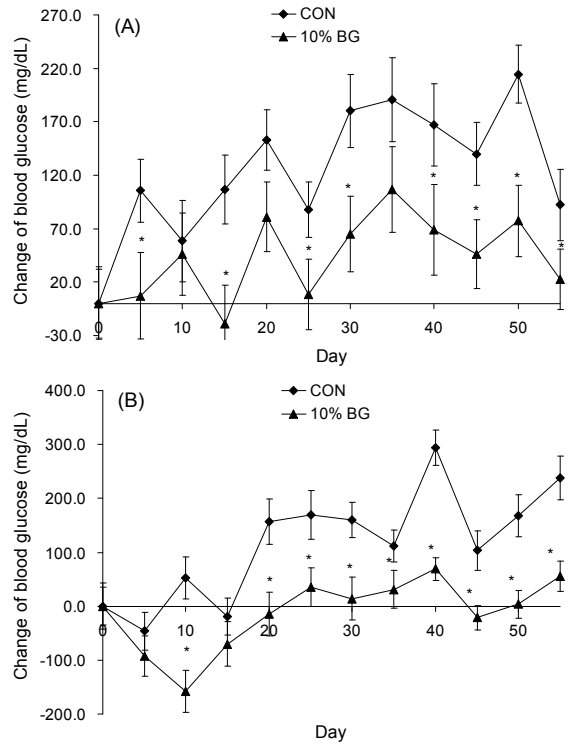 (A)
CON
10% BG
Change of blood glucose (mg/dL)
270.0
220.0
170.0
120.0
70.0
20.0
-30.0
* * * * * * * *
0 10 20 30 40 50
Day
(B)
CON
10% BG
Change of blood glucose (mg/dL)
400.0
300.0
200.0
100.0
0.0
-100.0
-200.0
* * * * * * * * *
0 10 20 30 40 50
Day